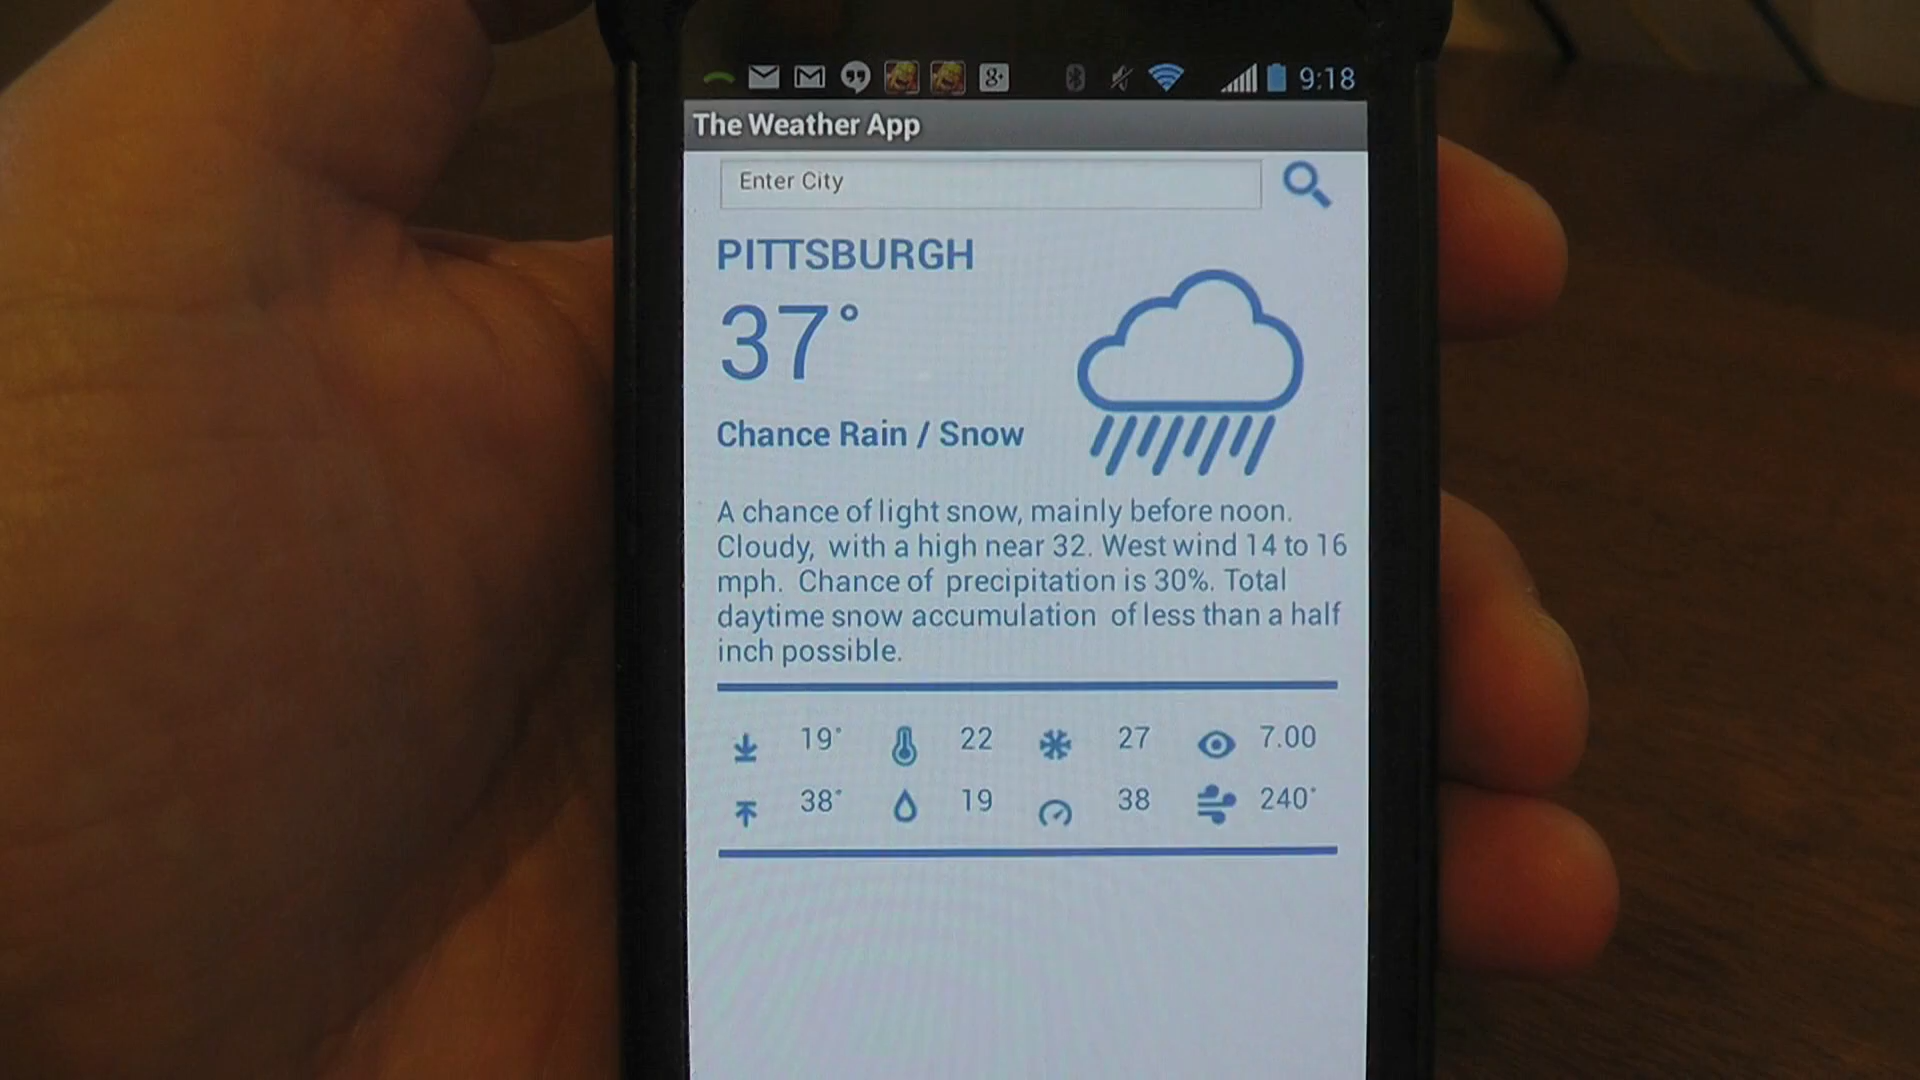 9:18
The Weather App
Enter City
PITTSBURGH
37°
Chance Rain / Snow
A chance of light snow, mainly before noon.
Cloudy, with a high near 32. West wind 14 to 16
mph. Chance of precipitation is 30%. Total
daytime snow accumulation of less than a half
inch possible.
19° 22 27 7.00
38° 19 38 240°